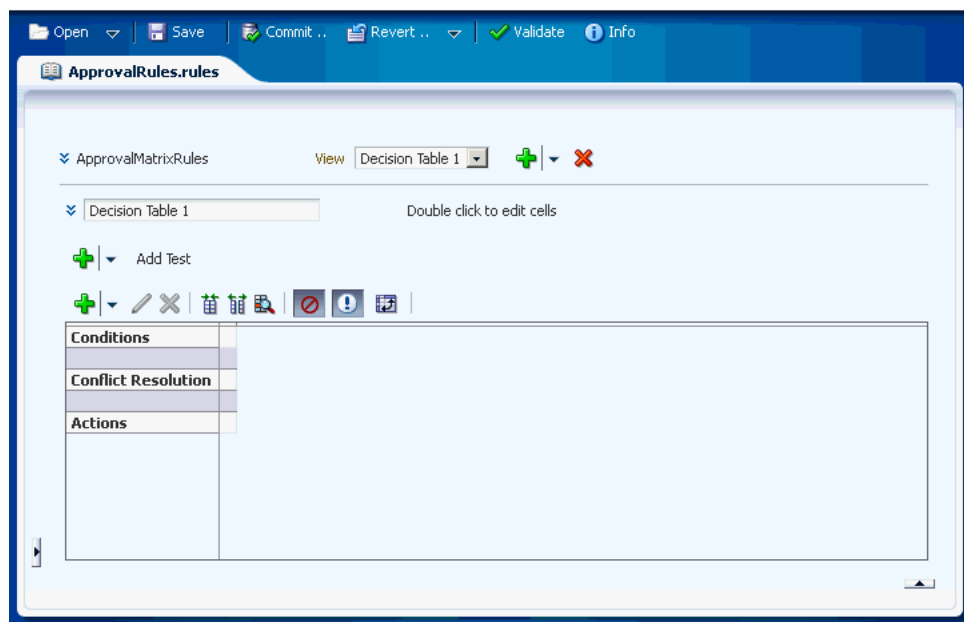 Open Save Commit .. Revert .. Validate Info
ApprovalRules.rules
ApprovalMatrixRules View Decision Table 1
Decision Table 1 Double click to edit cells
Add Test
Conditions
Conflict Resolution
Actions